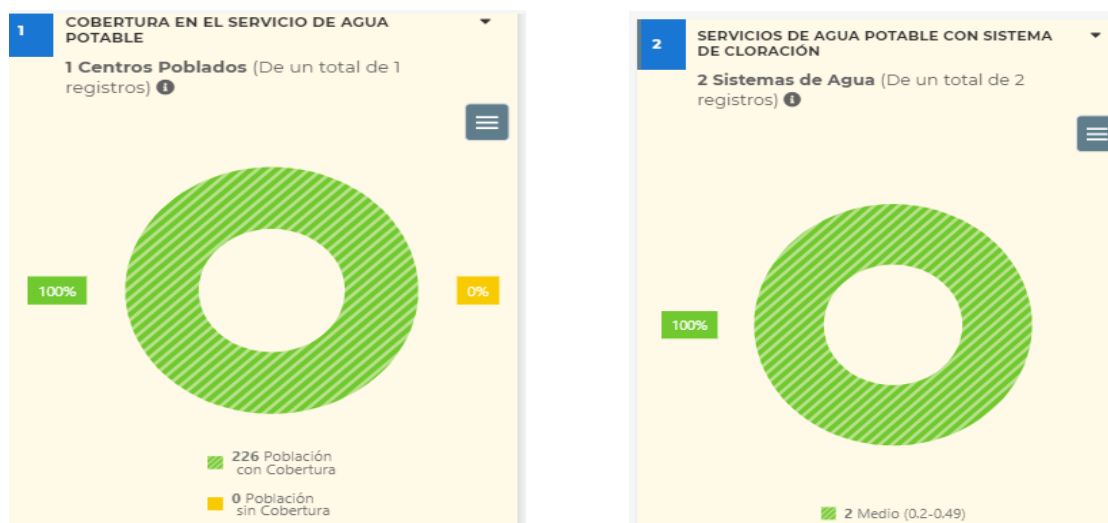 1
COBERTURA EN EL SERVICIO DE AGUA
POTABLE
1 Centros Poblados (De un total de 1
registros)
100%
0%
226 Población
con Cobertura
0 Población
sin Cobertura
2
SERVICIOS DE AGUA POTABLE CON SISTEMA
DE CLORACIÓN
2 Sistemas de Agua (De un total de 2
registros)
100%
2 Medio (0.2-0.49)